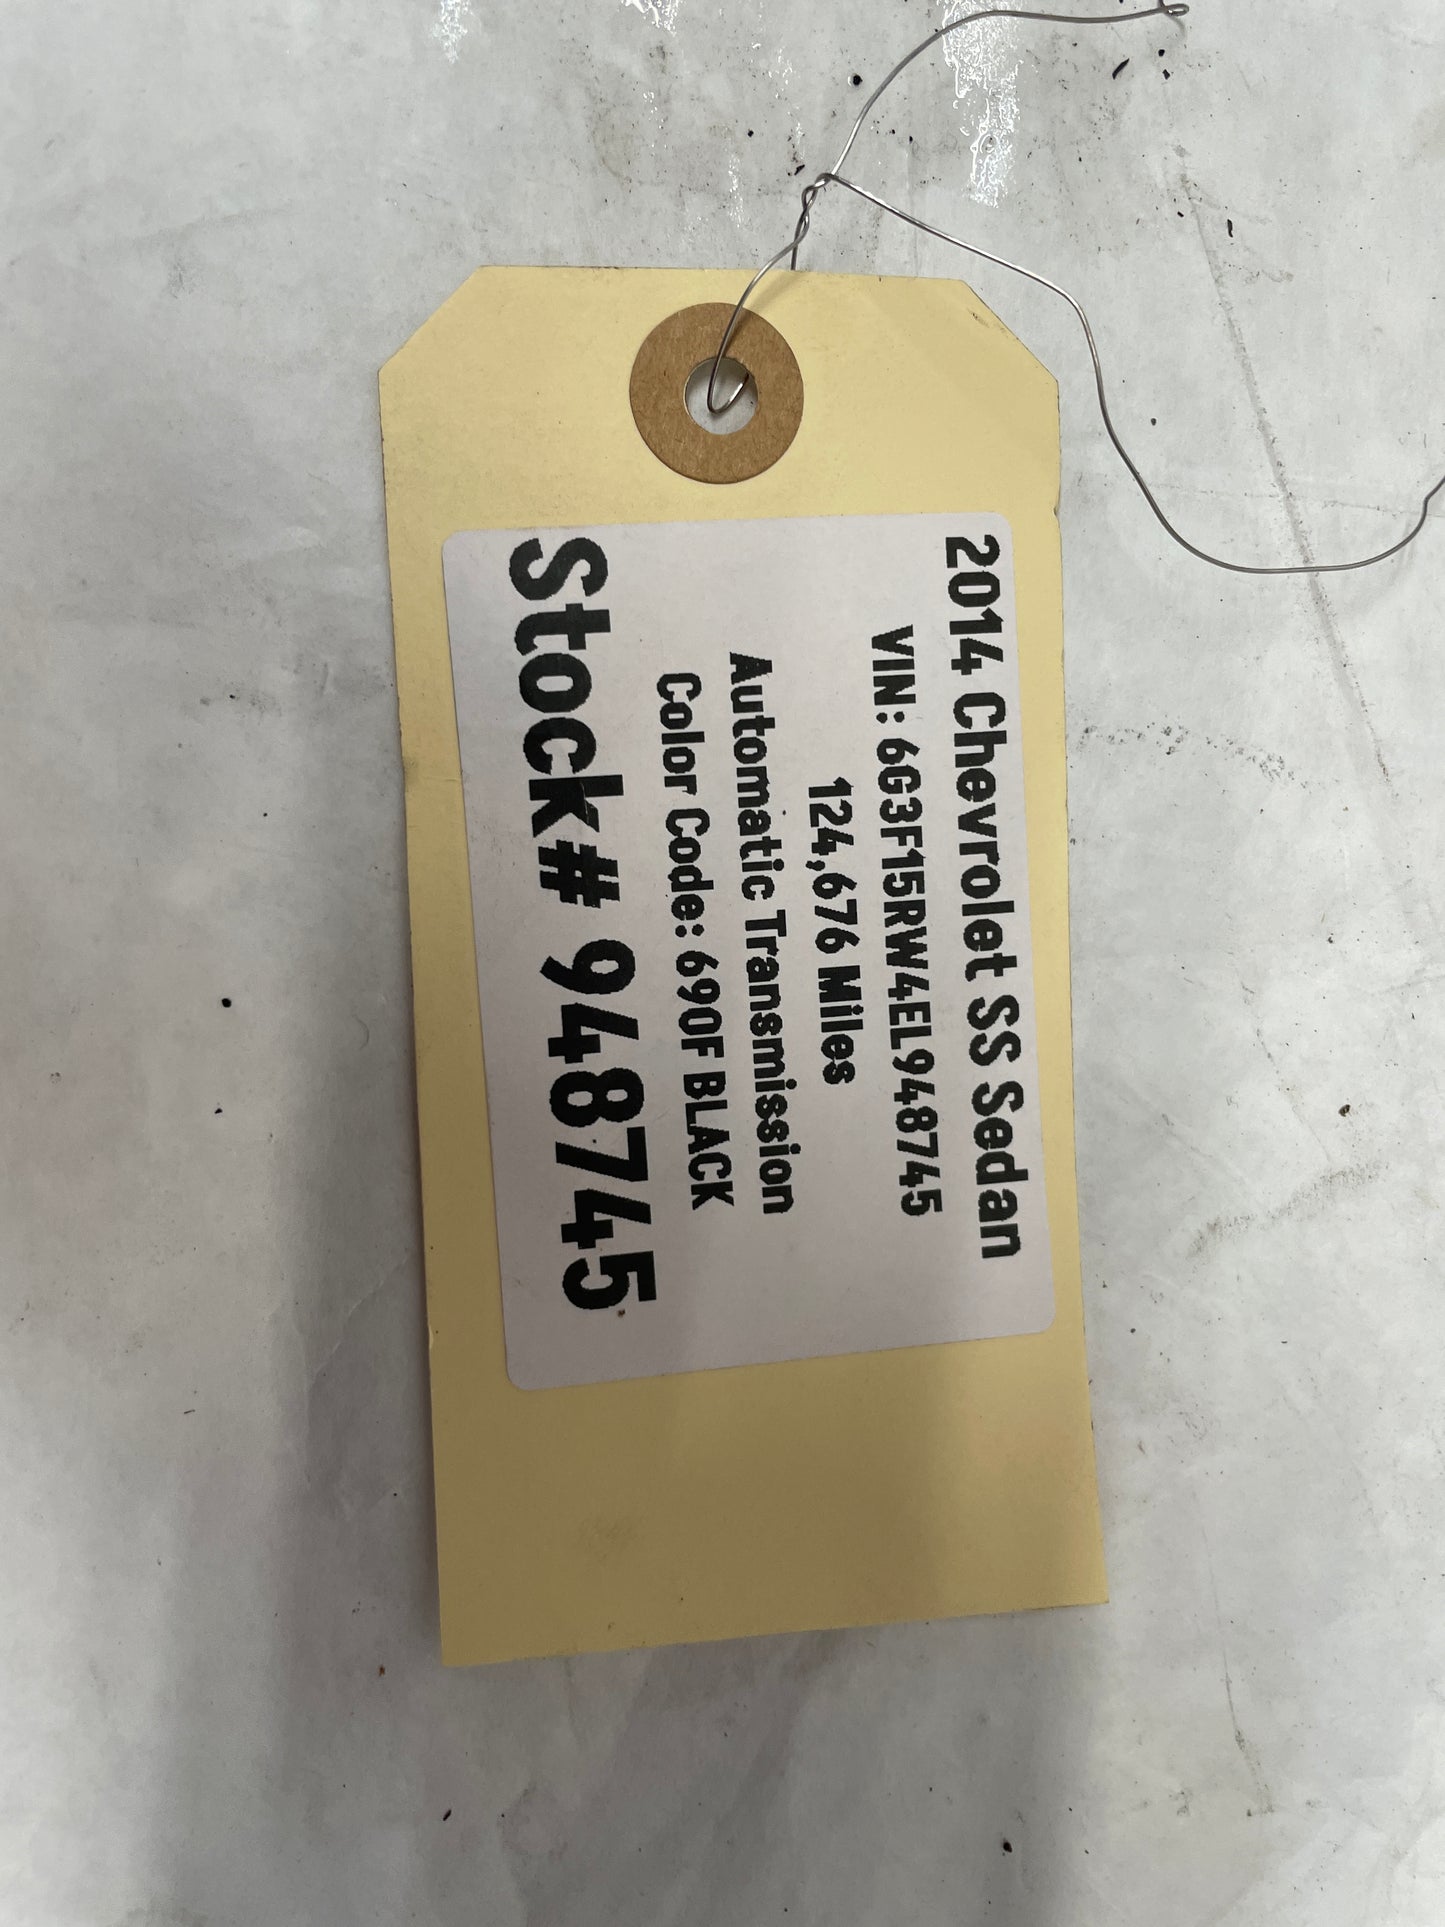 2014 Chevrolet SS Sedan
VIN: 6G3F15RW4EL948745
124,676 Miles
Automatic Transmission
Color Code: 690F BLACK
Stock# 948745